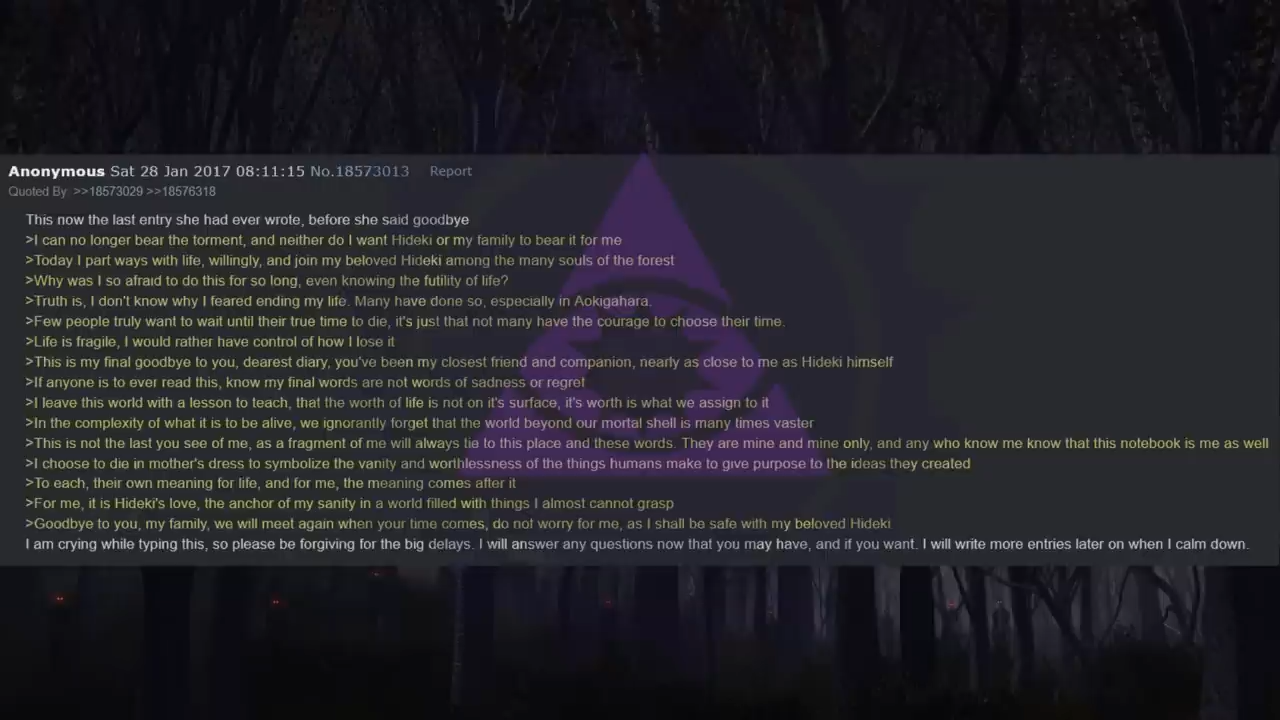 Anonymous Sat 28 Jan 2017 08:11:15 No.18573013 Report
Quoted By: >>18573029 >>18576318
This now the last entry she had ever wrote, before she said goodbye
>I can no longer bear the torment, and neither do I want Hideki or my family to bear it for me
>Today I part ways with life, willingly, and join my beloved Hideki among the many souls of the forest
>Why was I so afraid to do this for so long, even knowing the futility of life?
>Truth is, I don't know why I feared ending my life. Many have done so, especially in Aokigahara.
>Few people truly want to wait until their true time to die, it's just that not many have the courage to choose their time.
>Life is fragile, I would rather have control of how I lose it
>This is my final goodbye to you, dearest diary, you've been my closest friend and companion, nearly as close to me as Hideki himself
>If anyone is to ever read this, know my final words are not words of sadness or regret
>I leave this world with a lesson to teach, that the worth of life is not on it's surface, it's worth is what we assign to it
>In the complexity of what it is to be alive, we ignorantly forget that the world beyond our mortal shell is many times vaster
>This is not the last you see of me, as a fragment of me will always tie to this place and these words. They are mine and mine only, and any who know me know that this notebook is me as well
>I choose to die in mother's dress to symbolize the vanity and worthlessness of the things humans make to give purpose to the ideas they created
>To each, their own meaning for life, and for me, the meaning comes after it
>For me, it is Hideki's love, the anchor of my sanity in a world filled with things I almost cannot grasp
>Goodbye to you, my family, we will meet again when your time comes, do not worry for me, as I shall be safe with my beloved Hideki
I am crying while typing this, so please be forgiving for the big delays. I will answer any questions now that you may have, and if you want. I will write more entries later on when I calm down.